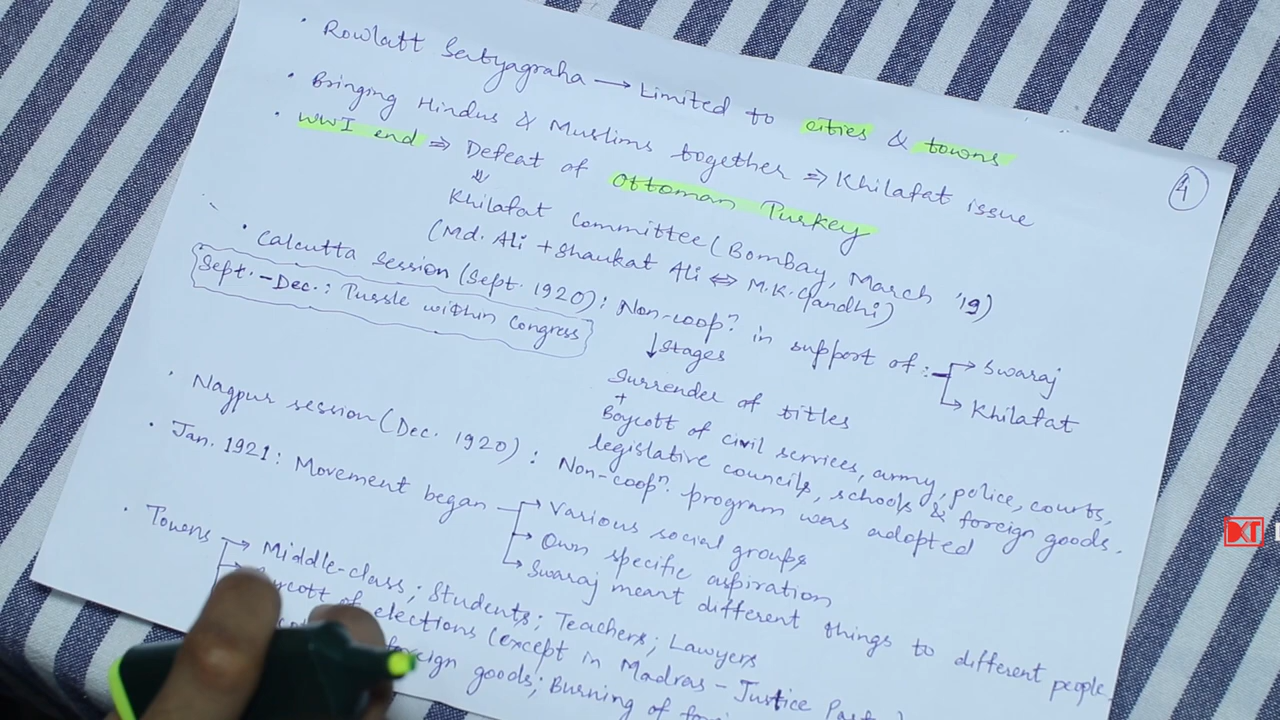 • Rowlatt Satyagraha → Limited to cities & towns
• Bringing Hindus & Muslims together ⇒ Khilafat issue
4
• WWI end ⇒ Defeat of Ottoman Turkey
⇓
Khilafat Committee (Bombay, March '19)
(Md. Ali + Shaukat Ali ⇔ M.K. Gandhi)
• Calcutta session (Sept. 1920): Non-coopⁿ. in support of: → Swaraj
→ Khilafat
Sept. - Dec.: Tussle within Congress
↓ Stages
Surrender of titles
+
Boycott of civil services, army, police, courts,
legislative councils, schools & foreign goods.
• Nagpur session (Dec. 1920): Non-coopⁿ. program was adopted
• Jan. 1921: Movement began → Various social groups
→ Own specific aspiration
→ Swaraj meant different things to different people.
• Towns → Middle-class; Students; Teachers; Lawyers
of elections (except in Madras - Justice
foreign goods; Burning of